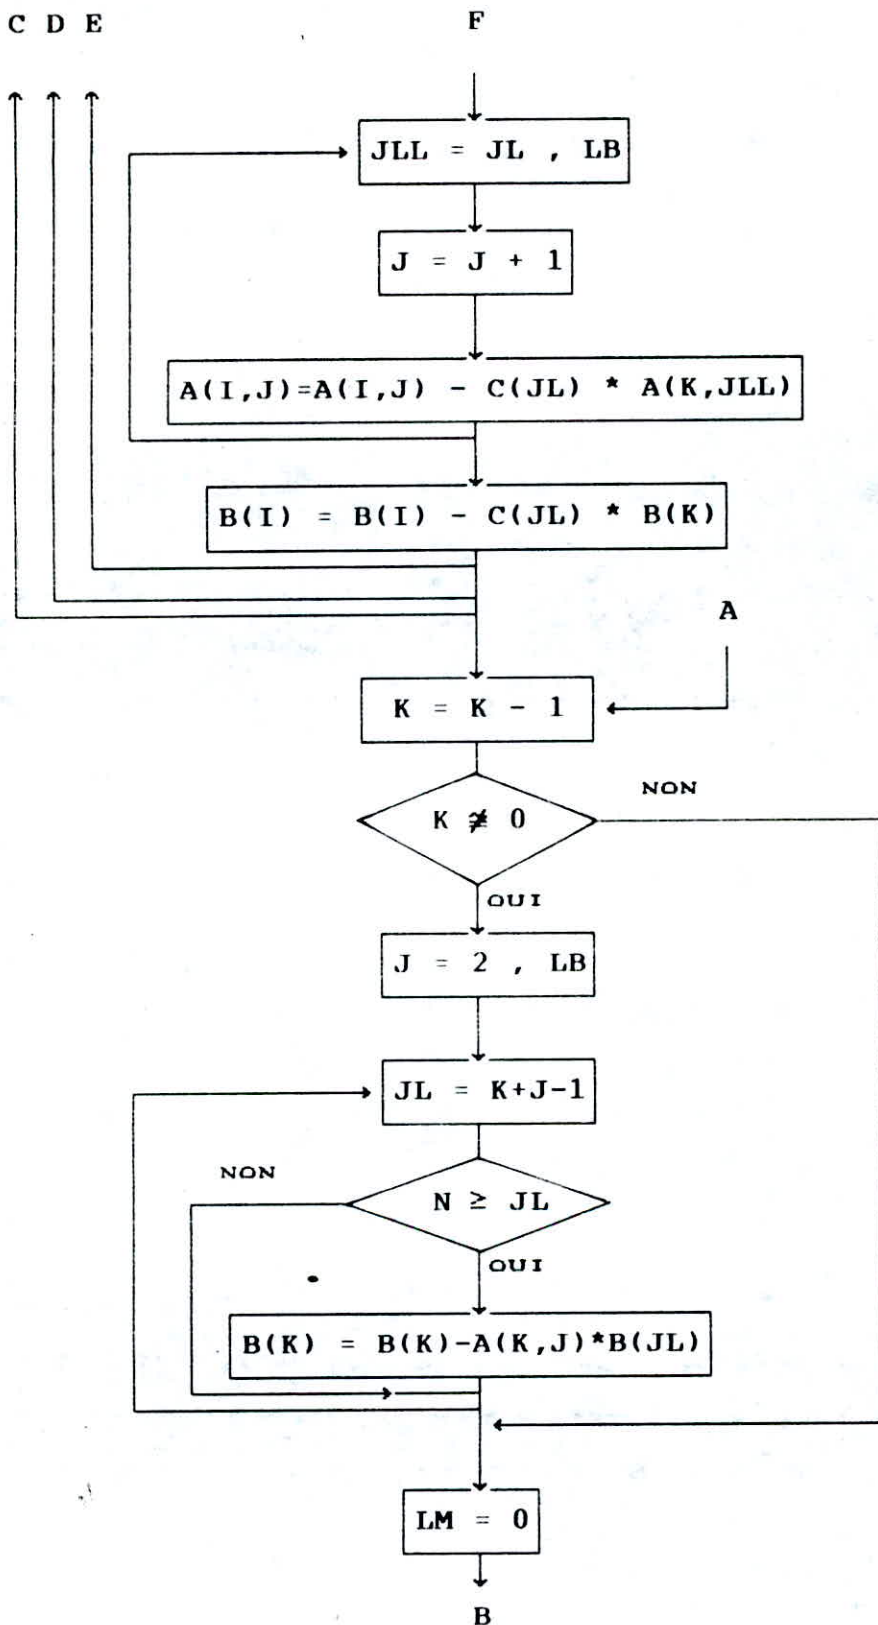 C D E F
JLL = JL , LB
J = J + 1
A(I,J)=A(I,J) - C(JL) * A(K,JLL)
B(I) = B(I) - C(JL) * B(K)
A
K = K - 1
NON
K ≇ 0
OUI
J = 2 , LB
JL = K+J-1
NON
N ≥ JL
OUI
B(K) = B(K)-A(K,J)*B(JL)
LM = 0
B